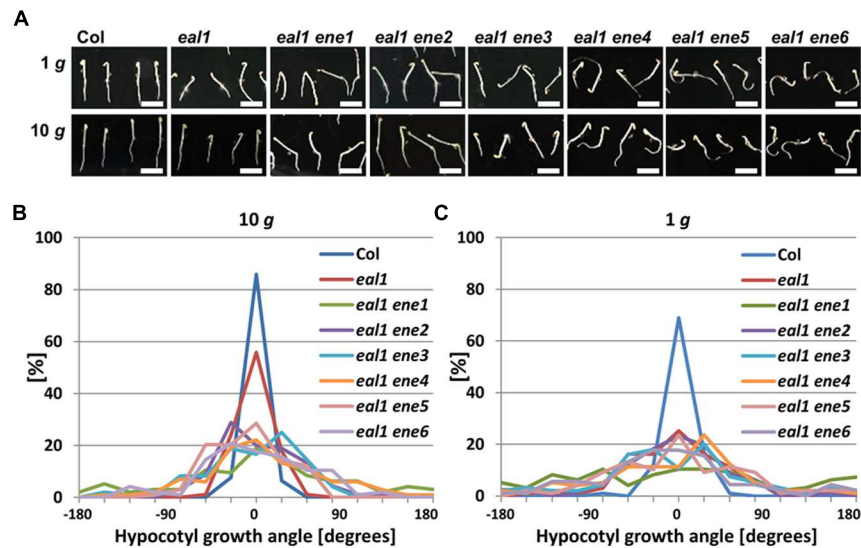 A
Col eal1 eal1 ene1 eal1 ene2 eal1 ene3 eal1 ene4 eal1 ene5 eal1 ene6
1 g
10 g
B
10 g
100
80
60
40
20
0
[%]
-180 -90 0 90 180
Hypocotyl growth angle [degrees]
Col
eal1
eal1 ene1
eal1 ene2
eal1 ene3
eal1 ene4
eal1 ene5
eal1 ene6
C
1 g
100
80
60
40
20
0
[%]
-180 -90 0 90 180
Hypocotyl growth angle [degrees]
Col
eal1
eal1 ene1
eal1 ene2
eal1 ene3
eal1 ene4
eal1 ene5
eal1 ene6